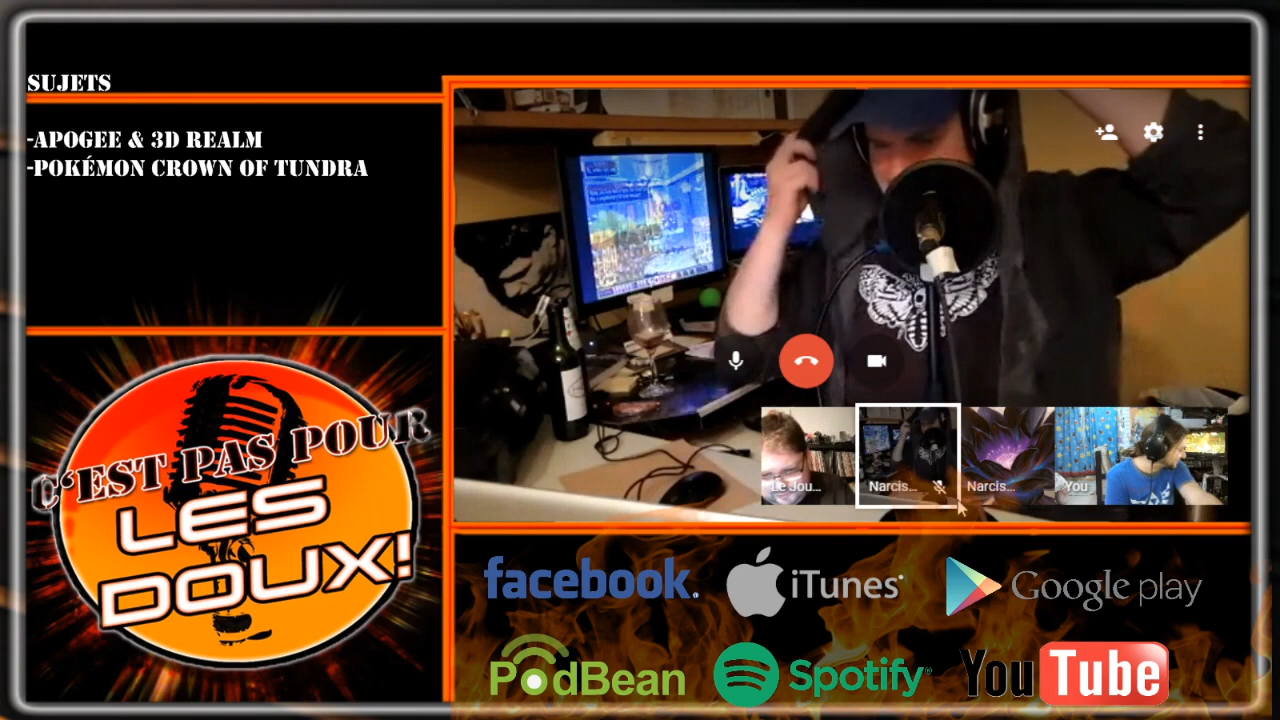 SUJETS
-APOGEE & 3D REALM
-POKÉMON CROWN OF TUNDRA
C'EST PAS POUR
LES
DOUX!
Le Jou...
Narcis...
Narcis...
You
facebook.
iTunes
Google play
PodBean
Spotify
YouTube